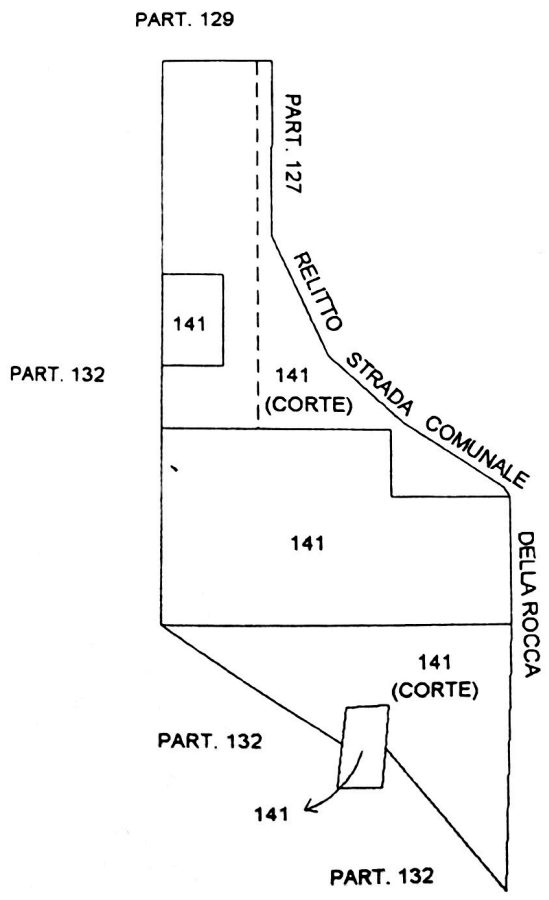 PART. 129
PART. 127
RELITTO STRADA COMUNALE DELLA ROCCA
141
PART. 132
141
(CORTE)
141
141
(CORTE)
PART. 132
141
PART. 132